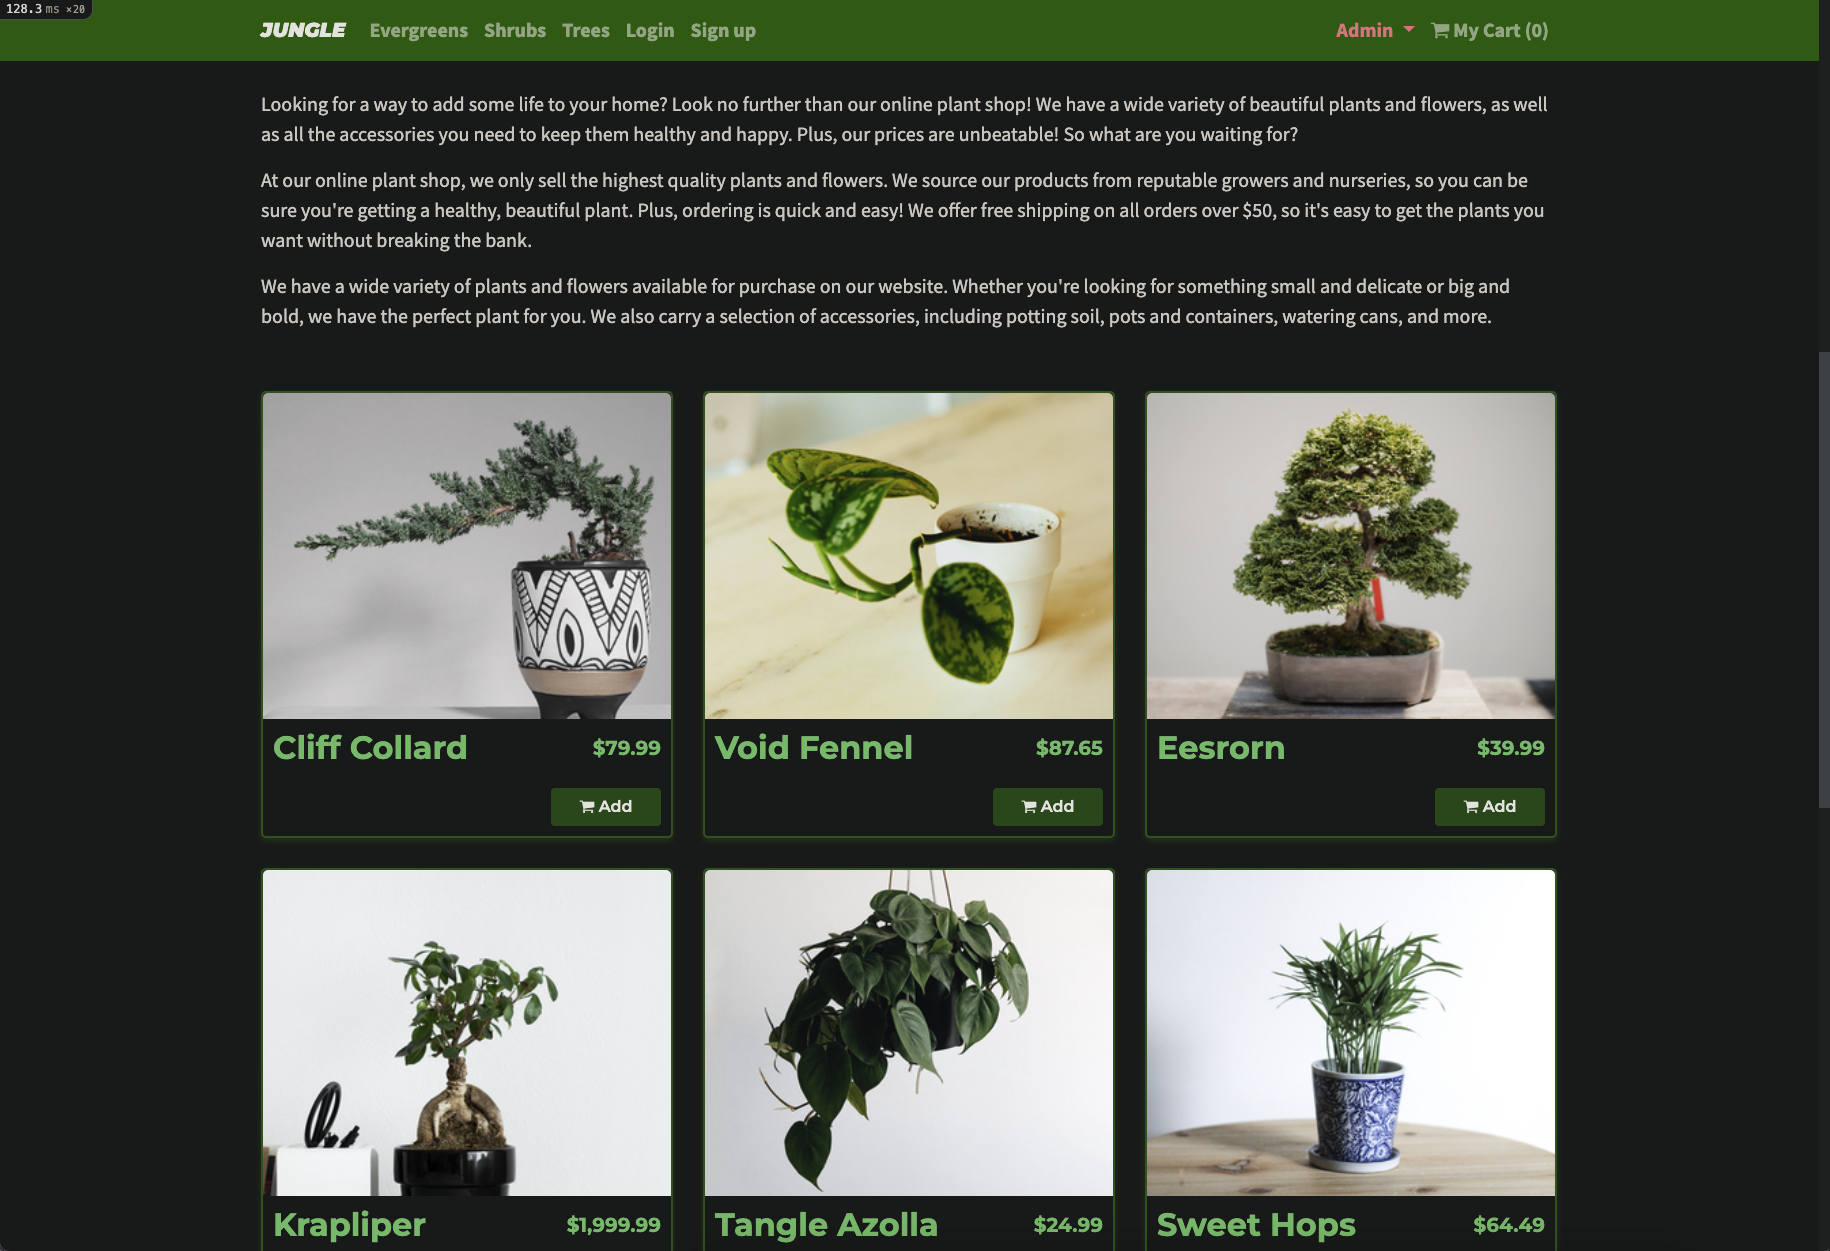 128.3 ms ×20
JUNGLE Evergreens Shrubs Trees Login Sign up Admin My Cart (0)
Looking for a way to add some life to your home? Look no further than our online plant shop! We have a wide variety of beautiful plants and flowers, as well
as all the accessories you need to keep them healthy and happy. Plus, our prices are unbeatable! So what are you waiting for?
At our online plant shop, we only sell the highest quality plants and flowers. We source our products from reputable growers and nurseries, so you can be
sure you're getting a healthy, beautiful plant. Plus, ordering is quick and easy! We offer free shipping on all orders over $50, so it's easy to get the plants you
want without breaking the bank.
We have a wide variety of plants and flowers available for purchase on our website. Whether you're looking for something small and delicate or big and
bold, we have the perfect plant for you. We also carry a selection of accessories, including potting soil, pots and containers, watering cans, and more.
Cliff Collard $79.99
Add
Void Fennel $87.65
Add
Eesrorn $39.99
Add
Krapliper $1,999.99
Tangle Azolla $24.99
Sweet Hops $64.49